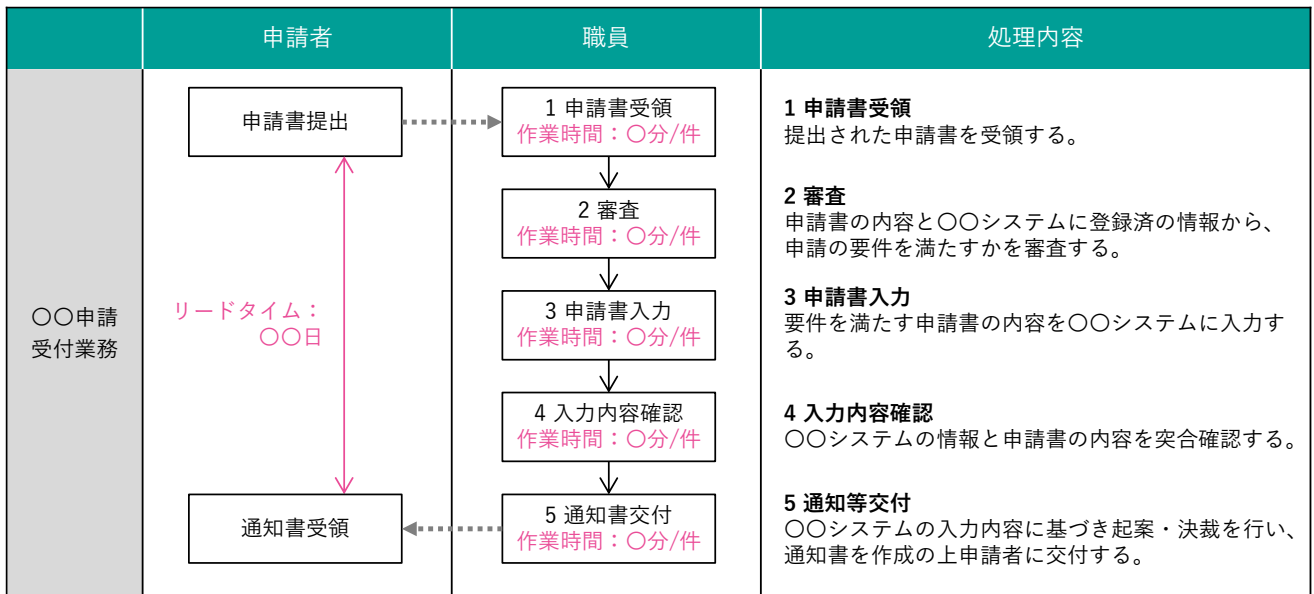 申請者
職員
処理内容
〇〇申請
受付業務
申請書提出
リードタイム：
〇〇日
通知書受領
1 申請書受領
作業時間：〇分/件
2 審査
作業時間：〇分/件
3 申請書入力
作業時間：〇分/件
4 入力内容確認
作業時間：〇分/件
5 通知書交付
作業時間：〇分/件
1 申請書受領
提出された申請書を受領する。
2 審査
申請書の内容と〇〇システムに登録済の情報から、
申請の要件を満たすかを審査する。
3 申請書入力
要件を満たす申請書の内容を〇〇システムに入力す
る。
4 入力内容確認
〇〇システムの情報と申請書の内容を突合確認する。
5 通知等交付
〇〇システムの入力内容に基づき起案・決裁を行い、
通知書を作成の上申請者に交付する。